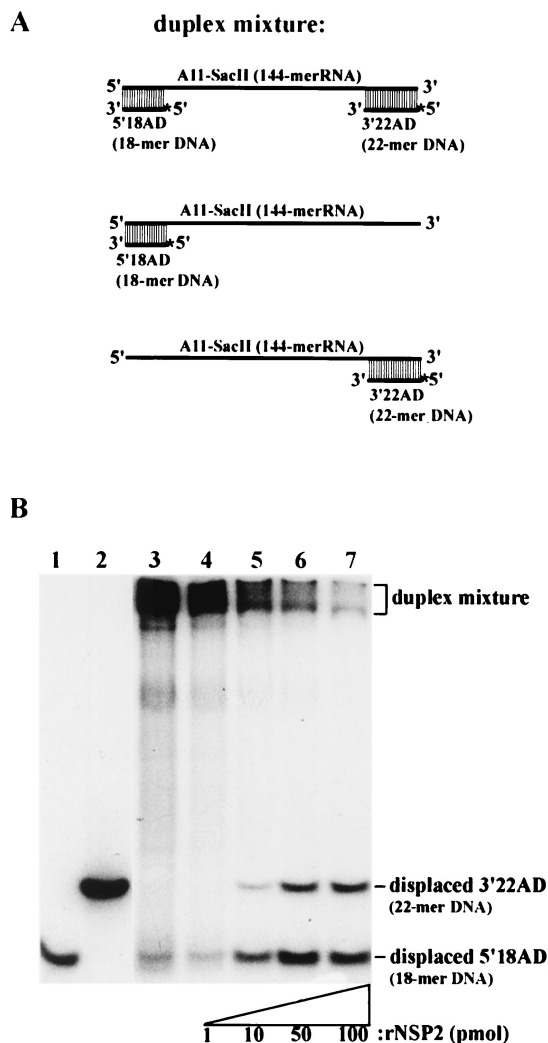 A
duplex mixture:
A11-SacII (144-merRNA)
5' 3'
3' *5' 3' *5'
5'18AD 3'22AD
(18-mer DNA) (22-mer DNA)
A11-SacII (144-merRNA)
5' 3'
3' *5'
5'18AD
(18-mer DNA)
A11-SacII (144-merRNA)
5' 3'
3' *5'
3'22AD
(22-mer DNA)
B
1 2 3 4 5 6 7
duplex mixture
displaced 3'22AD
(22-mer DNA)
displaced 5'18AD
(18-mer DNA)
1 10 50 100 :rNSP2 (pmol)